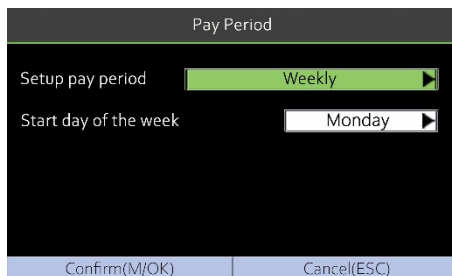 Pay Period
Setup pay period Weekly
Start day of the week Monday
Confirm(M/OK) Cancel(ESC)